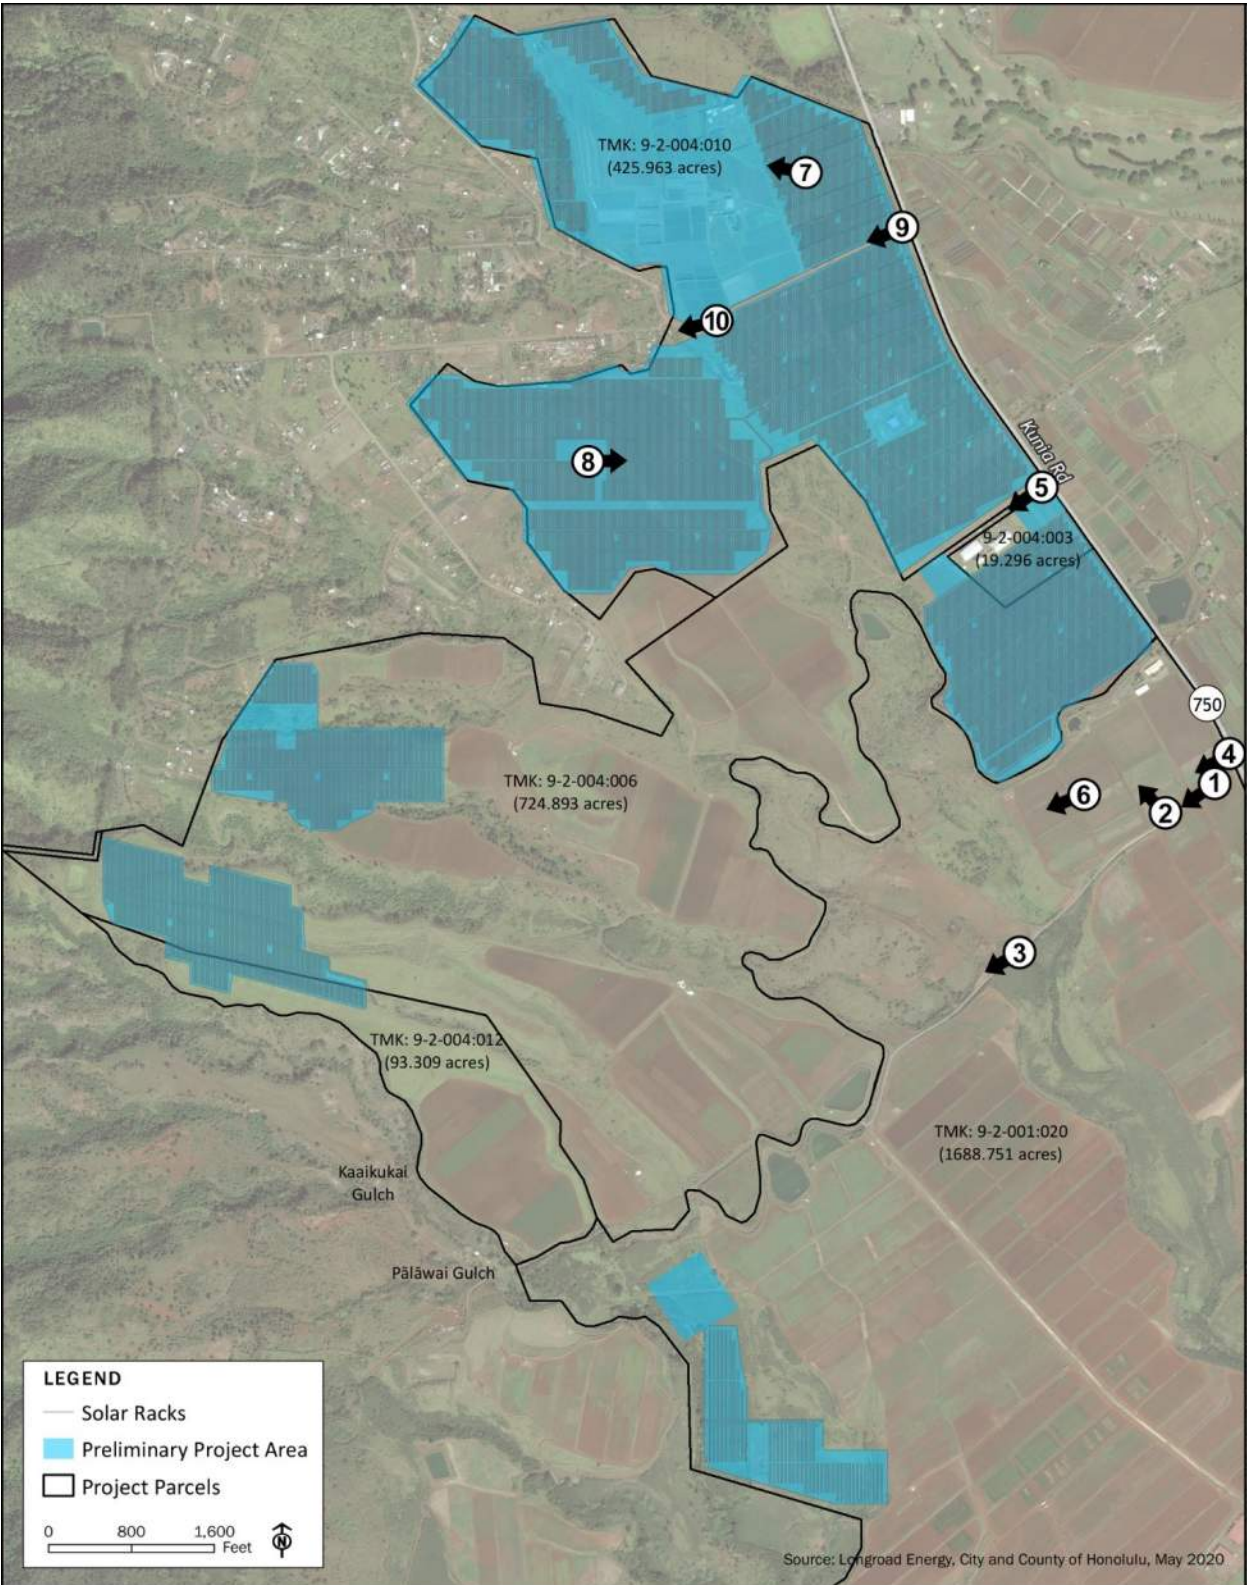 TMK: 9-2-004:010
(425.963 acres)
7
9
10
8
Kunia Rd
5
9-2-004:003
(19.296 acres)
750
4
1
6
2
TMK: 9-2-004:006
(724.893 acres)
3
TMK: 9-2-004:012
(93.309 acres)
TMK: 9-2-001:020
(1688.751 acres)
Kaaikukai
Gulch
Pālāwai Gulch
LEGEND
Solar Racks
Preliminary Project Area
Project Parcels
0 800 1,600
Feet
N
Source: Longroad Energy, City and County of Honolulu, May 2020